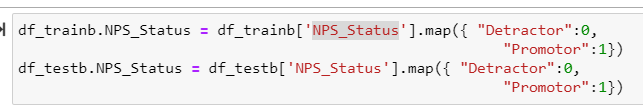 df_trainb.NPS_Status = df_trainb['NPS_Status'].map({ "Detractor":0,
"Promotor":1})
df_testb.NPS_Status = df_testb['NPS_Status'].map({ "Detractor":0,
"Promotor":1})